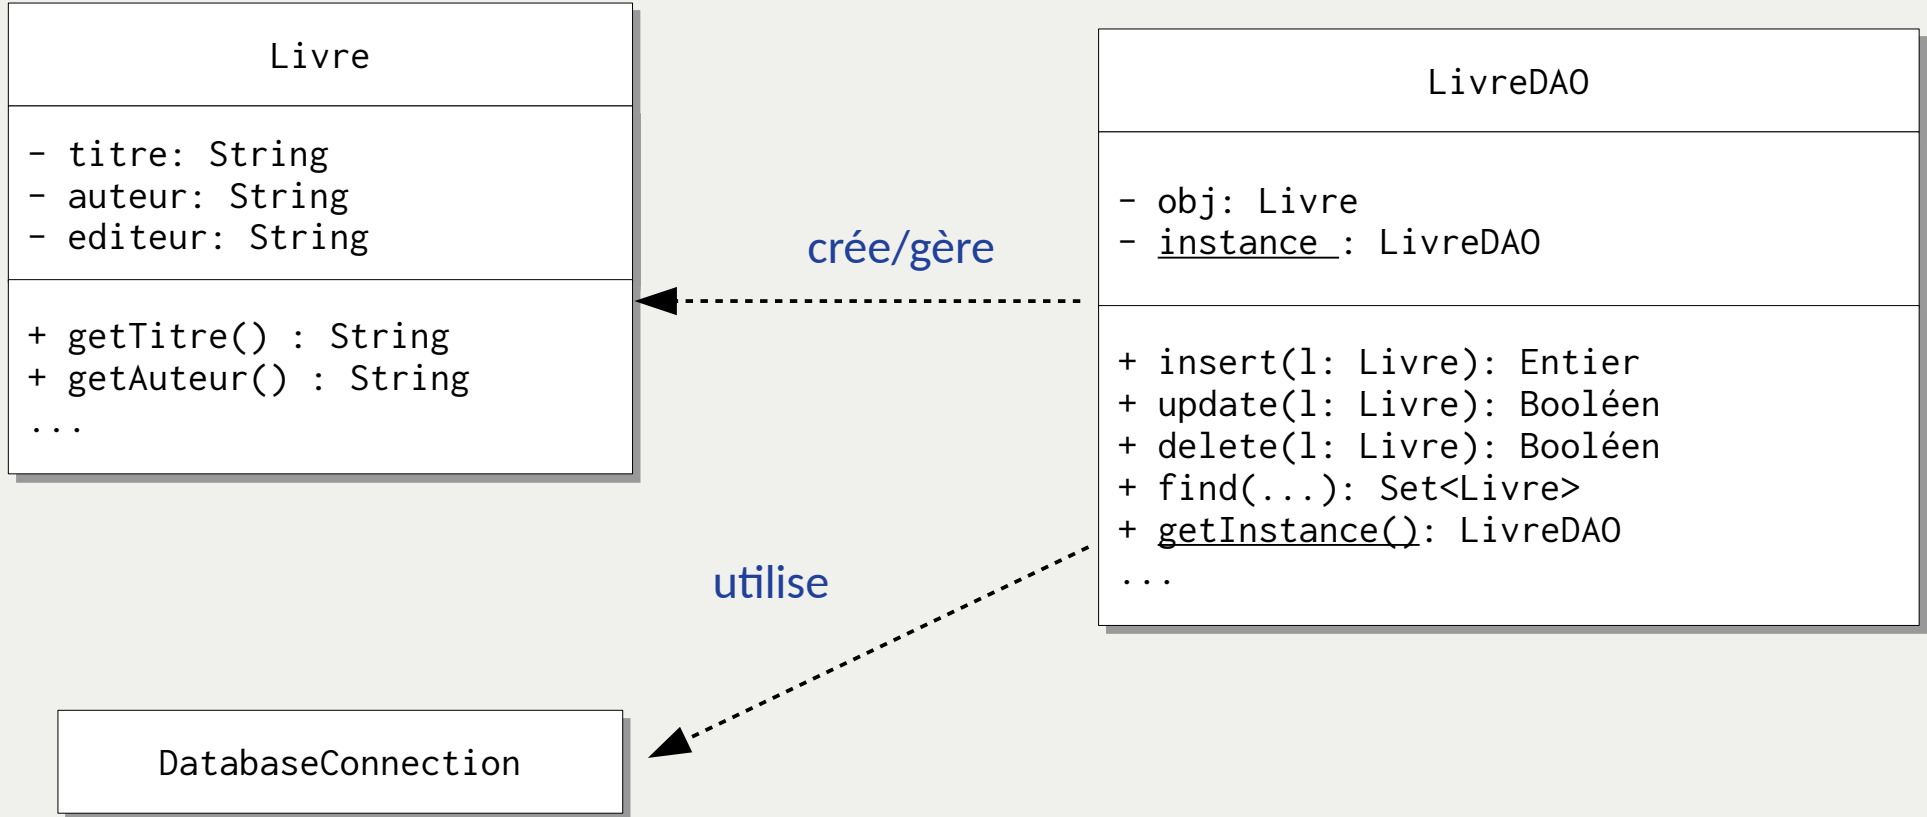 Livre
- titre: String
- auteur: String
- editeur: String
+ getTitre() : String
+ getAuteur() : String
...
crée/gère
utilise
LivreDAO
- obj: Livre
- instance : LivreDAO
+ insert(l: Livre): Entier
+ update(l: Livre): Booléen
+ delete(l: Livre): Booléen
+ find(...): Set<Livre>
+ getInstance(): LivreDAO
...
DatabaseConnection